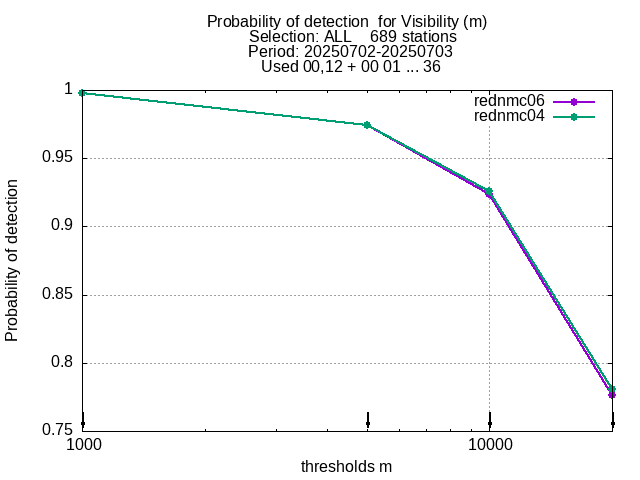 Probability of detection  for Visibility (m)
Selection: ALL    689 stations
Period: 20250702-20250703
Used 00,12 + 00 01 ... 36
rednmc06
rednmc04
1
0.95
0.9
0.85
0.8
0.75
Probability of detection
1000
10000
thresholds m